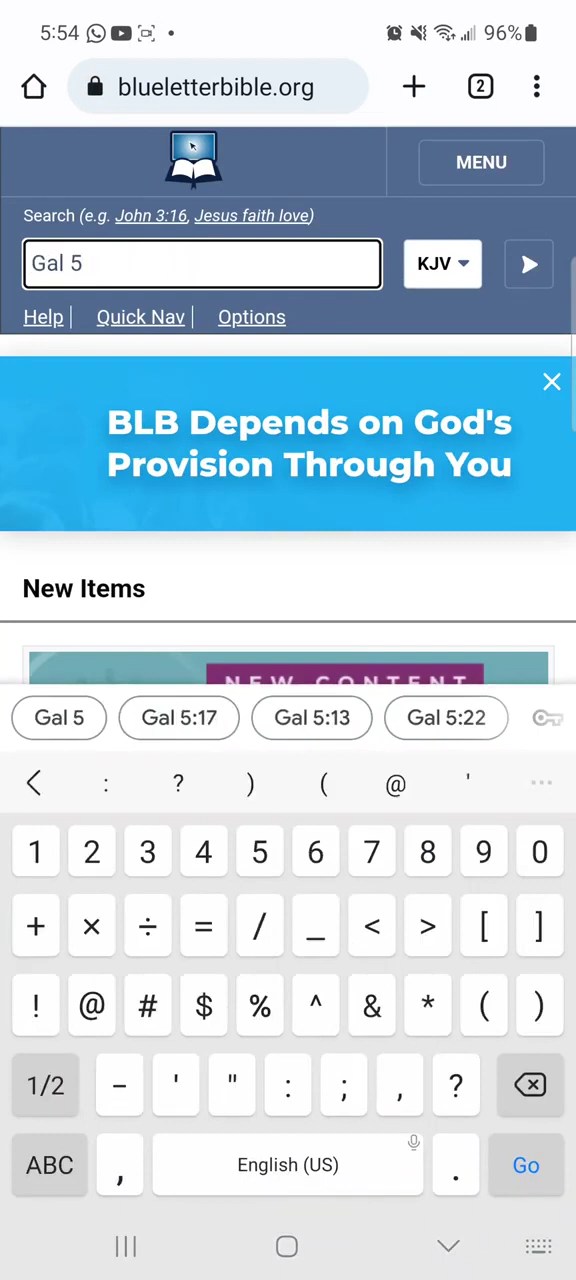 5:54 96%
blueletterbible.org 2
MENU
Search (e.g. John 3:16, Jesus faith love)
Gal 5 KJV
Help| Quick Nav| Options
BLB Depends on God's
Provision Through You
New Items
NEW CONTENT
Gal 5 Gal 5:17 Gal 5:13 Gal 5:22
: ? ) ( @ ' ...
1 2 3 4 5 6 7 8 9 0
+ × ÷ = / _ < > [ ]
! @ # $ % ^ & * ( )
1/2 - ' " : ; , ?
ABC , English (US) . Go